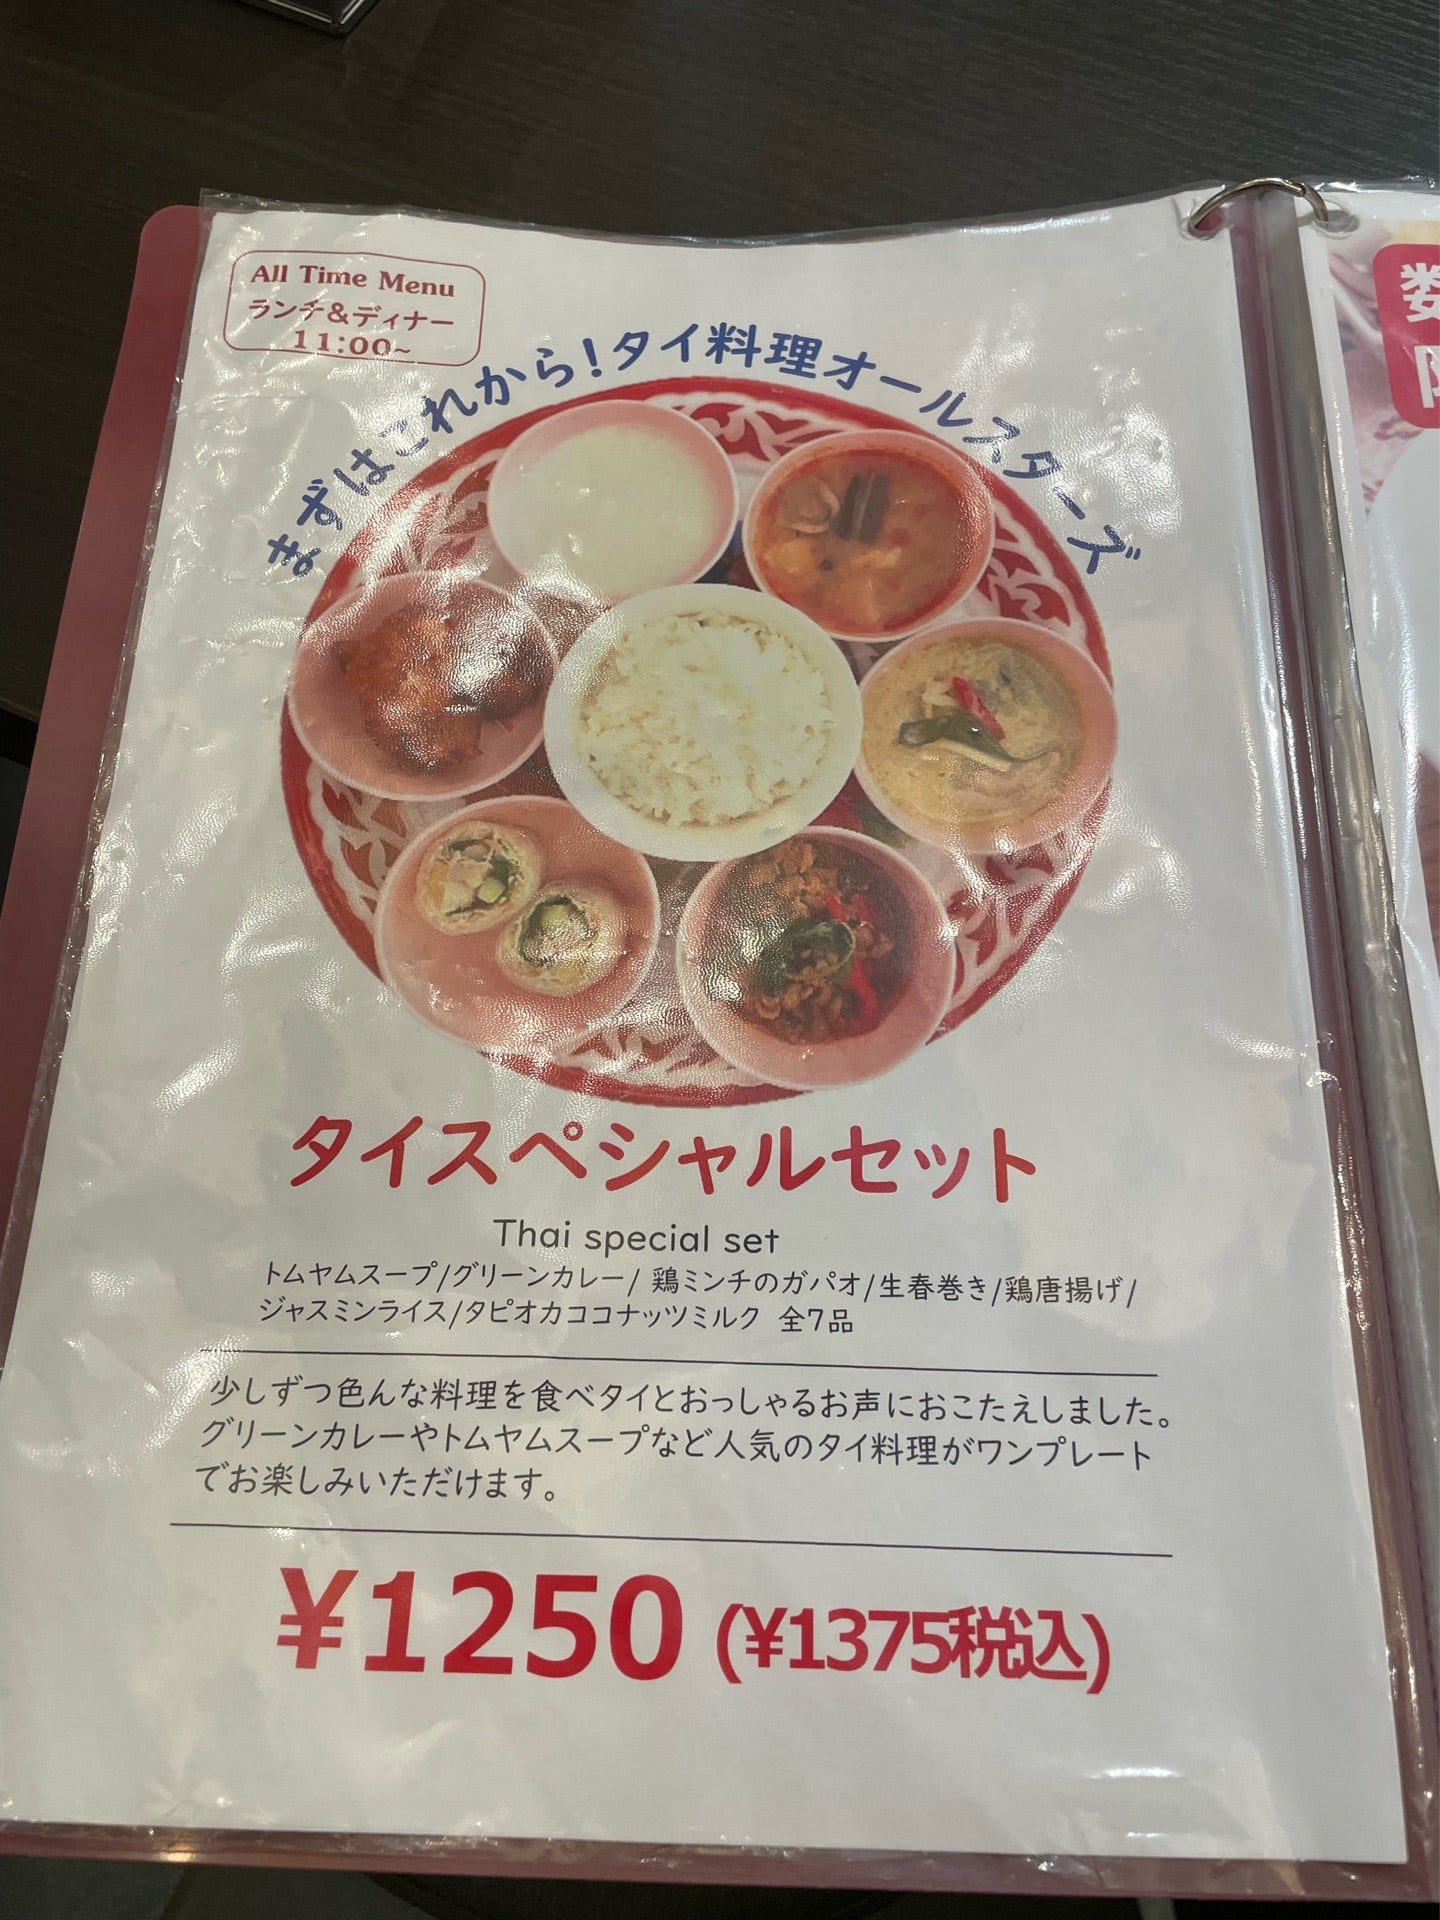 All Time Menu
ランチ&ディナー
11:00~
まずはこれから!タイ料理オールスターズ
タイスペシャルセット
Thai special set
トムヤムスープ/グリーンカレー/ 鶏ミンチのガパオ/生春巻き/鶏唐揚げ/
ジャスミンライス/タピオカココナッツミルク 全7品
少しずつ色んな料理を食べタイとおっしゃるお声におこたえしました。
グリーンカレーやトムヤムスープなど人気のタイ料理がワンプレート
でお楽しみいただけます。
¥1250 (¥1375税込)
数